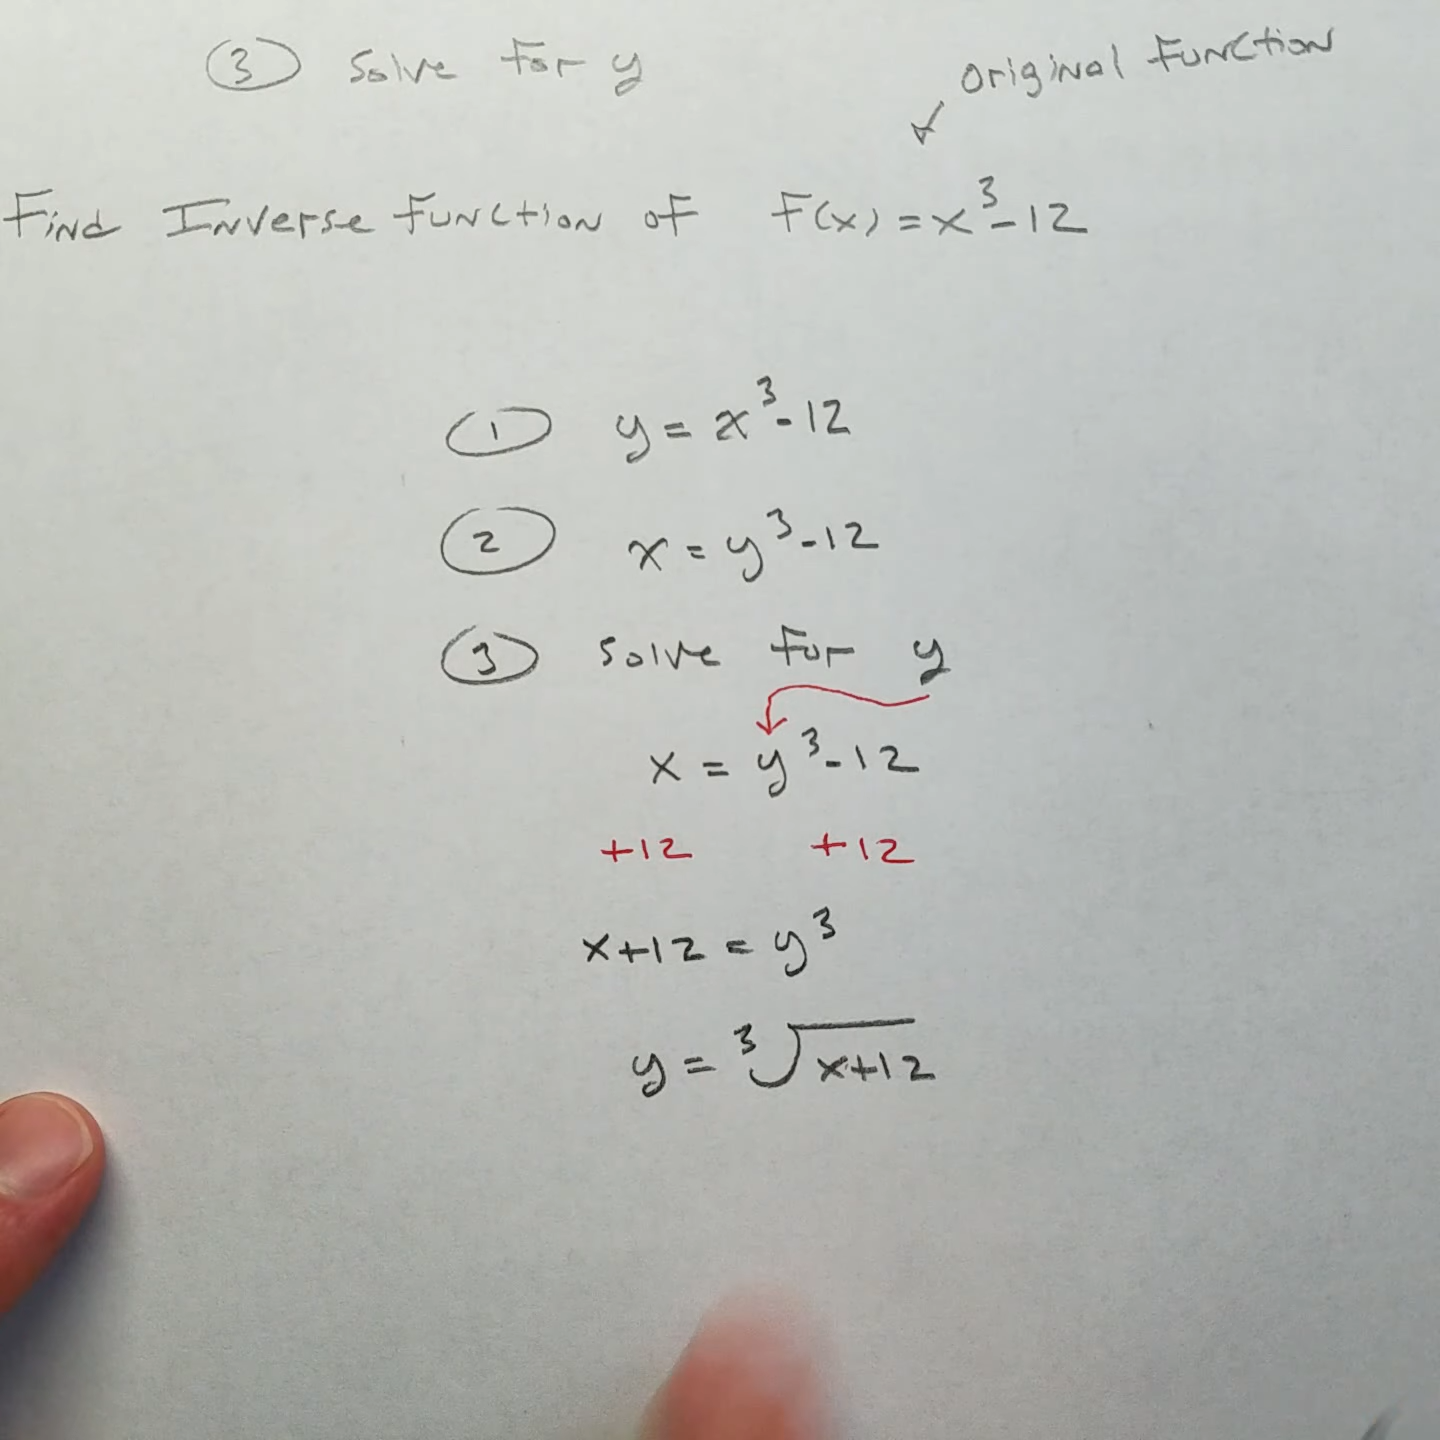 ③ Solve for y
original function
Find Inverse function of F(x) = x³ - 12
① y = x³ - 12
② x = y³ - 12
③ Solve for y
x = y³ - 12
+12 +12
x+12 = y³
y = ³√x+12